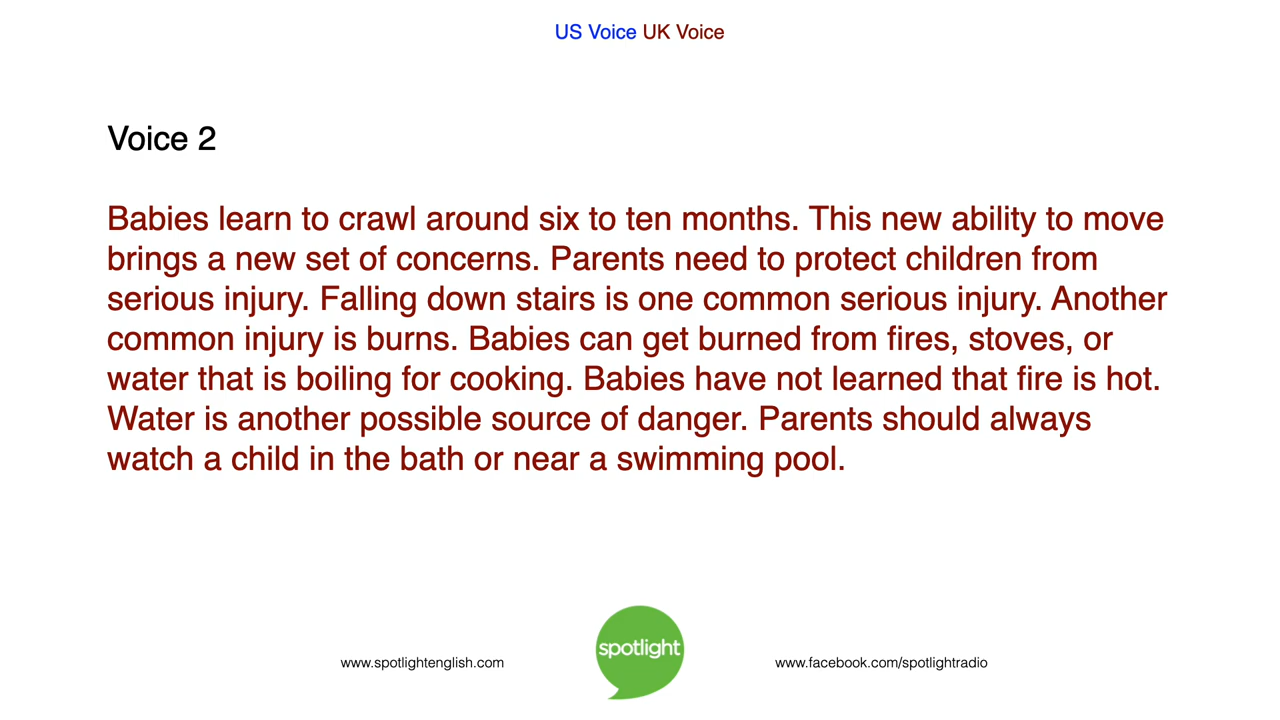 US Voice UK Voice
Voice 2
Babies learn to crawl around six to ten months. This new ability to move
brings a new set of concerns. Parents need to protect children from
serious injury. Falling down stairs is one common serious injury. Another
common injury is burns. Babies can get burned from fires, stoves, or
water that is boiling for cooking. Babies have not learned that fire is hot.
Water is another possible source of danger. Parents should always
watch a child in the bath or near a swimming pool.
spotlight
www.spotlightenglish.com
www.facebook.com/spotlightradio